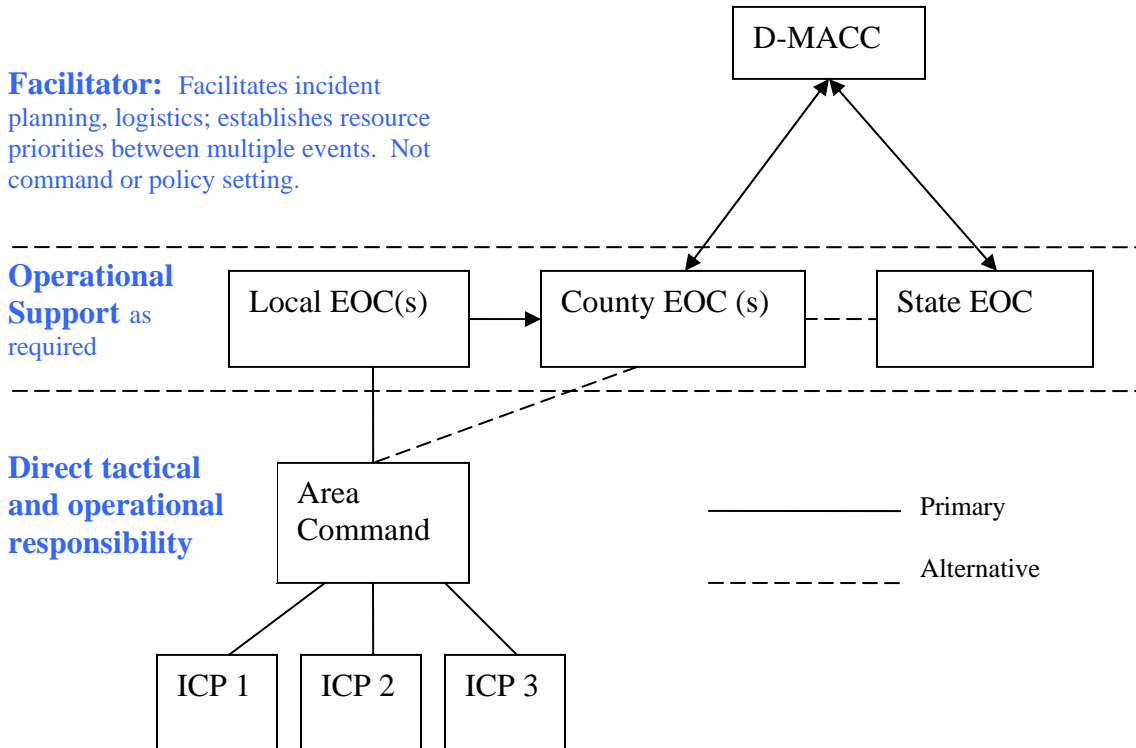 D-MACC
Facilitator: Facilitates incident
planning, logistics; establishes resource
priorities between multiple events. Not
command or policy setting.
Operational
Support as
required
Local EOC(s)
County EOC (s)
State EOC
Direct tactical
and operational
responsibility
Area
Command
Primary
Alternative
ICP 1
ICP 2
ICP 3